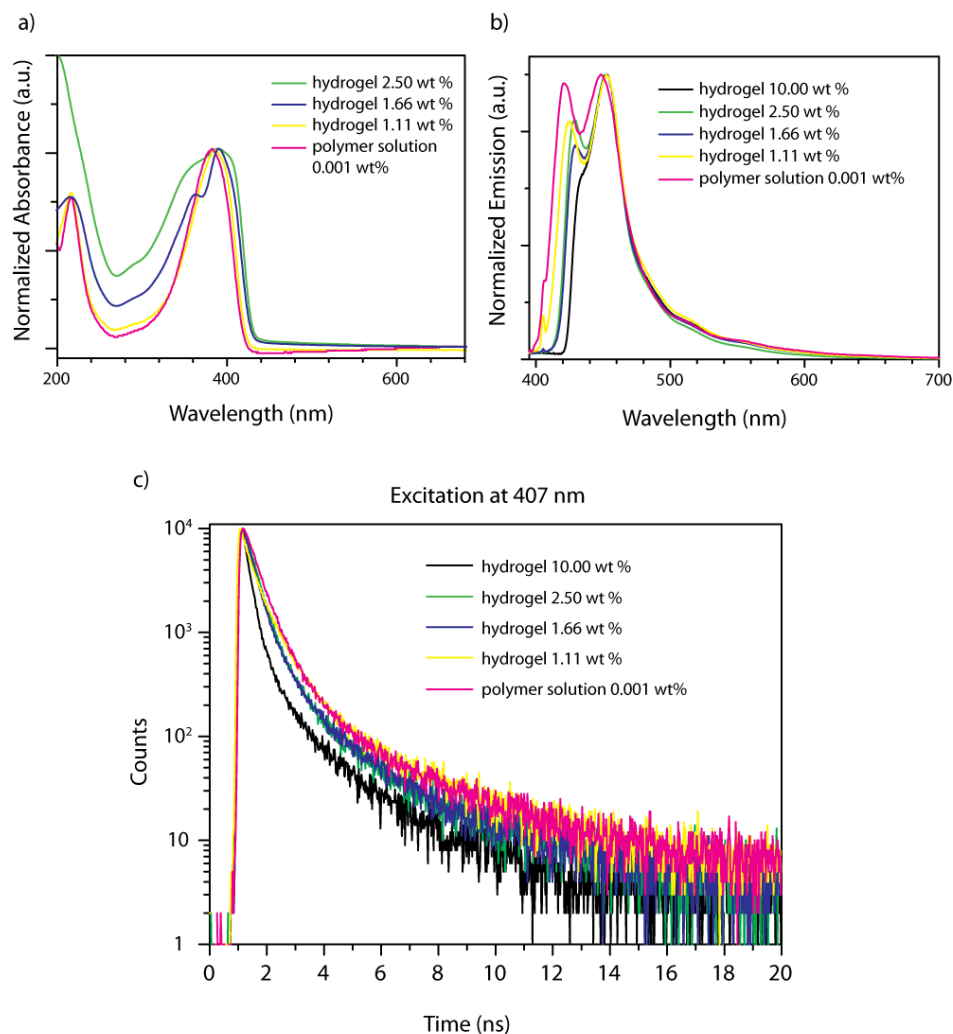 a)
Normalized Absorbance (a.u.)
hydrogel 2.50 wt %
hydrogel 1.66 wt %
hydrogel 1.11 wt %
polymer solution
0.001 wt%
200
400
600
Wavelength (nm)
b)
Normalized Emission (a.u.)
hydrogel 10.00 wt %
hydrogel 2.50 wt %
hydrogel 1.66 wt %
hydrogel 1.11 wt %
polymer solution 0.001 wt%
400
500
600
700
Wavelength (nm)
c)
Excitation at 407 nm
Counts
10⁴
10³
10²
10
1
hydrogel 10.00 wt %
hydrogel 2.50 wt %
hydrogel 1.66 wt %
hydrogel 1.11 wt %
polymer solution 0.001 wt%
0
2
4
6
8
10
12
14
16
18
20
Time (ns)